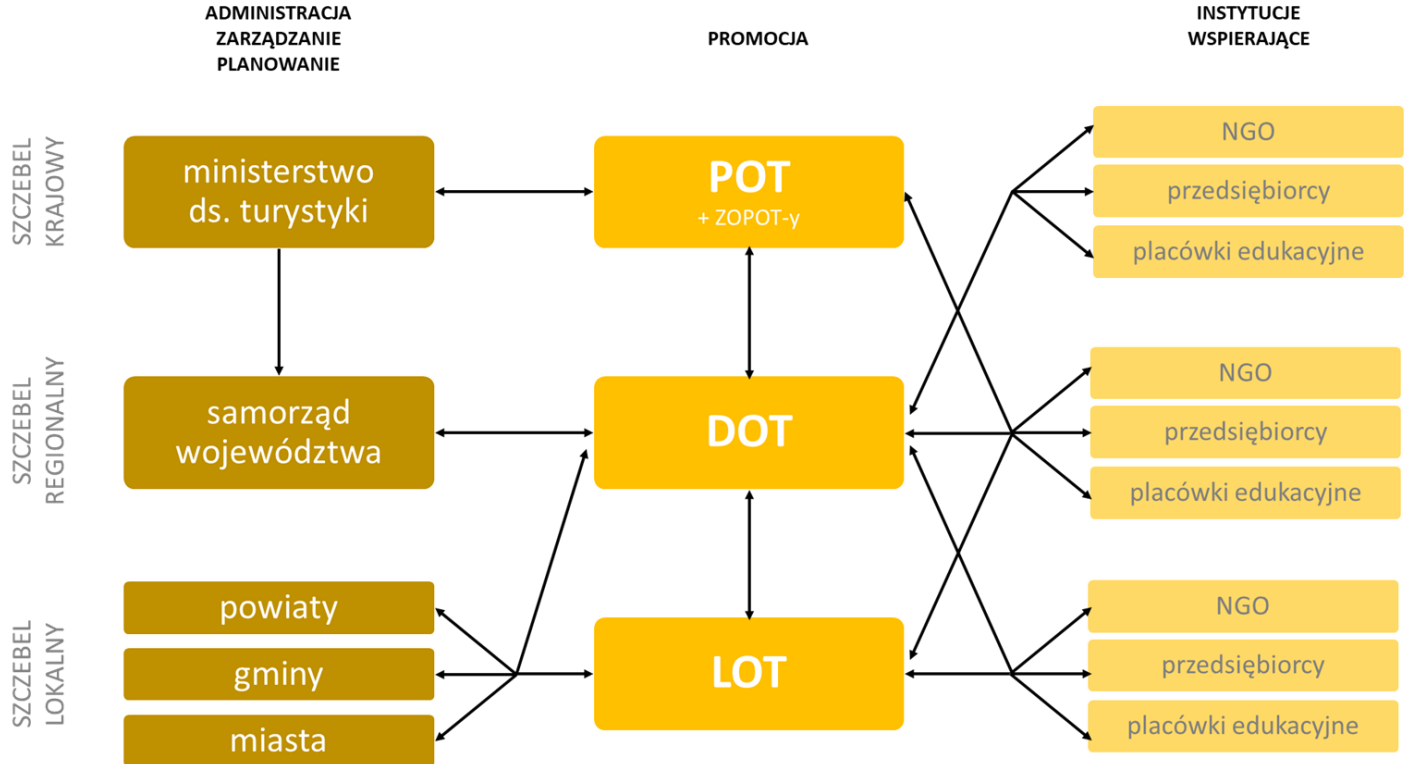 ADMINISTRACJA
ZARZĄDZANIE
PLANOWANIE
PROMOCJA
INSTYTUCJE
WSPIERAJĄCE
SZCZEBEL
KRAJOWY
ministerstwo
ds. turystyki
POT
+ ZOPOT-y
NGO
przedsiębiorcy
placówki edukacyjne
SZCZEBEL
REGIONALNY
samorząd
województwa
DOT
NGO
przedsiębiorcy
placówki edukacyjne
SZCZEBEL
LOKALNY
powiaty
gminy
miasta
LOT
NGO
przedsiębiorcy
placówki edukacyjne